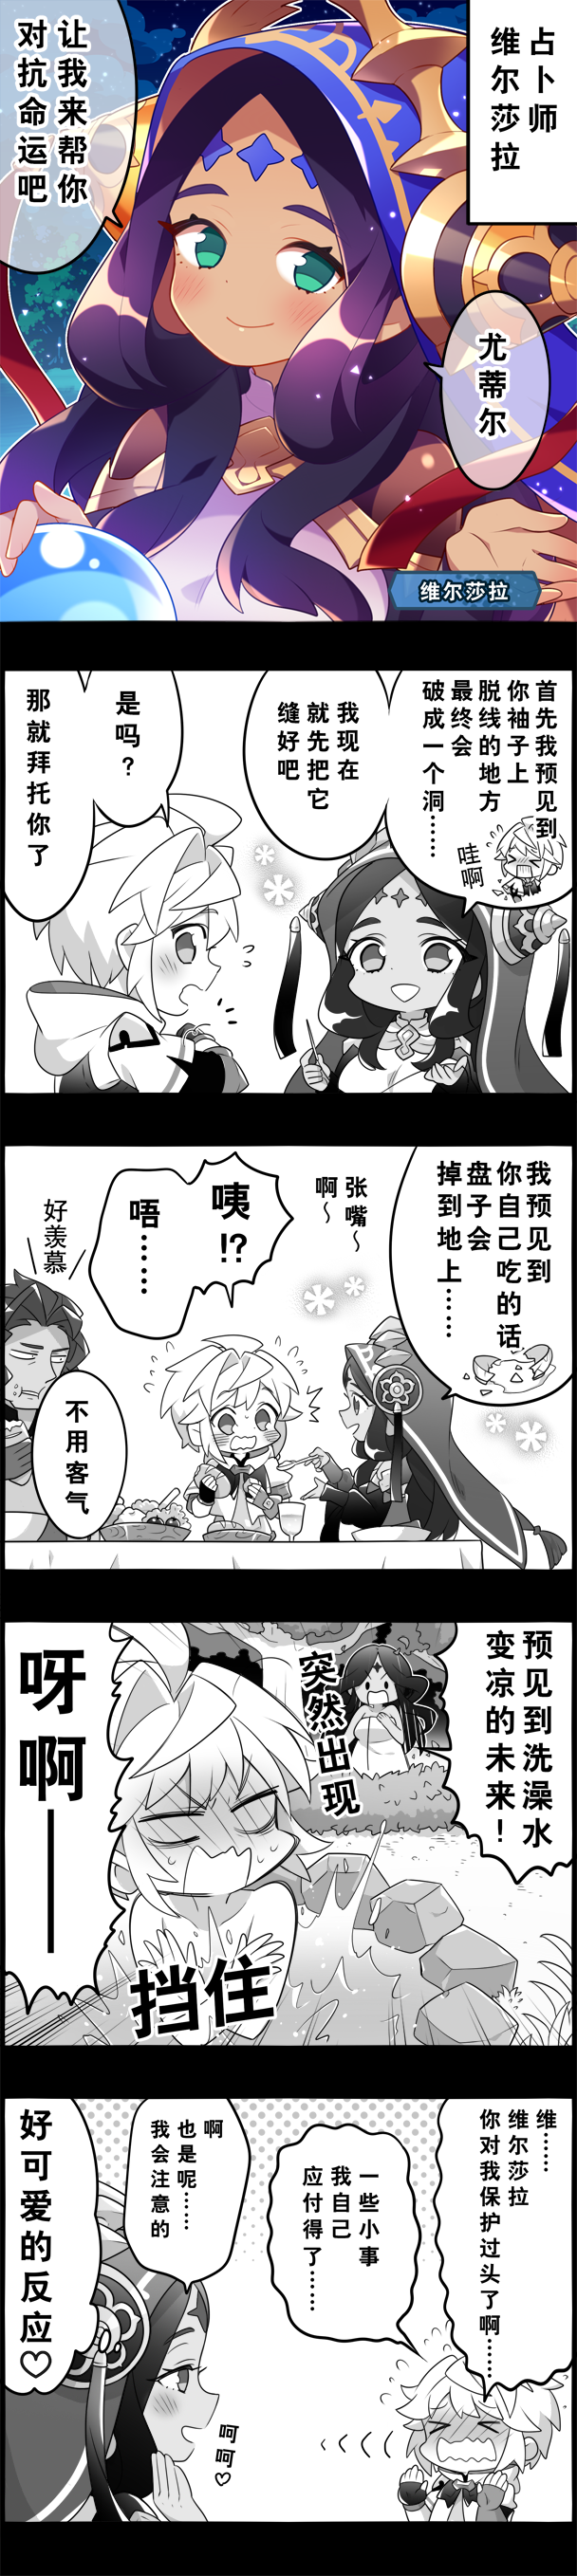 占卜师
维尔莎拉
尤蒂尔
让我来帮你
对抗命运吧
维尔莎拉
首先我预见到
你袖子上
脱线的地方
最终会
破成一个洞……
哇啊
我现在
就先把它
缝好吧
是吗？
那就拜托你了
我预见到
你自己吃的话
盘子会
掉到地上……
张嘴～
啊～
咦!?
唔……
好羡慕
不用客气
预见到洗澡水
变凉的未来！
突然出现
呀啊——
挡住
维……
维尔莎拉
你对我保护过头了啊……
一些小事
我自己
应付得了……
啊
也是呢……
我会注意的
好可爱的反应♡
呵呵♡